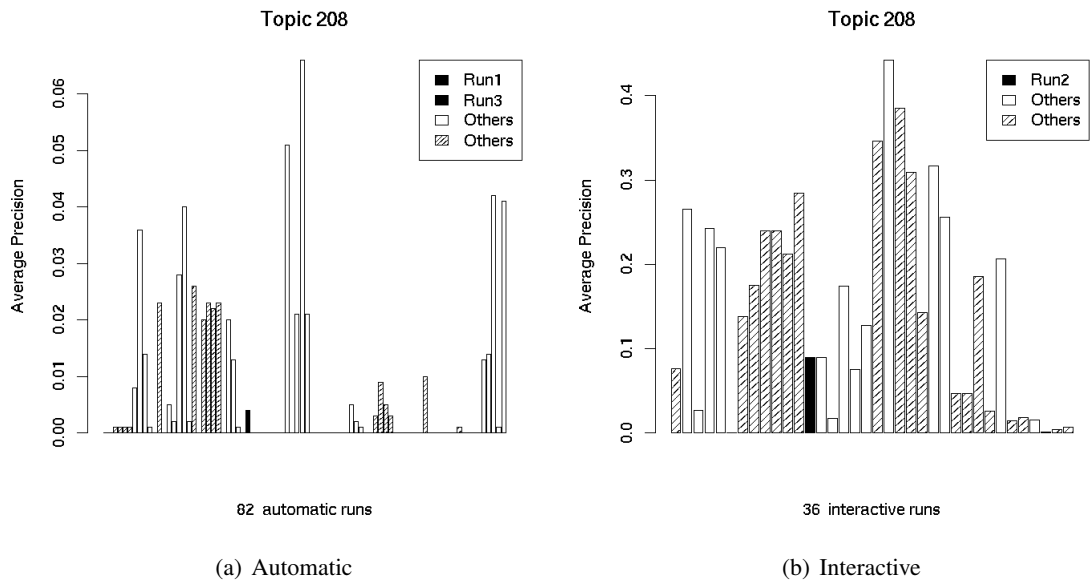 Topic 208
Average Precision
0.06
0.05
0.04
0.03
0.02
0.01
0.00
Run1
Run3
Others
Others
82 automatic runs
(a) Automatic
Topic 208
Average Precision
0.4
0.3
0.2
0.1
0.0
Run2
Others
Others
36 interactive runs
(b) Interactive